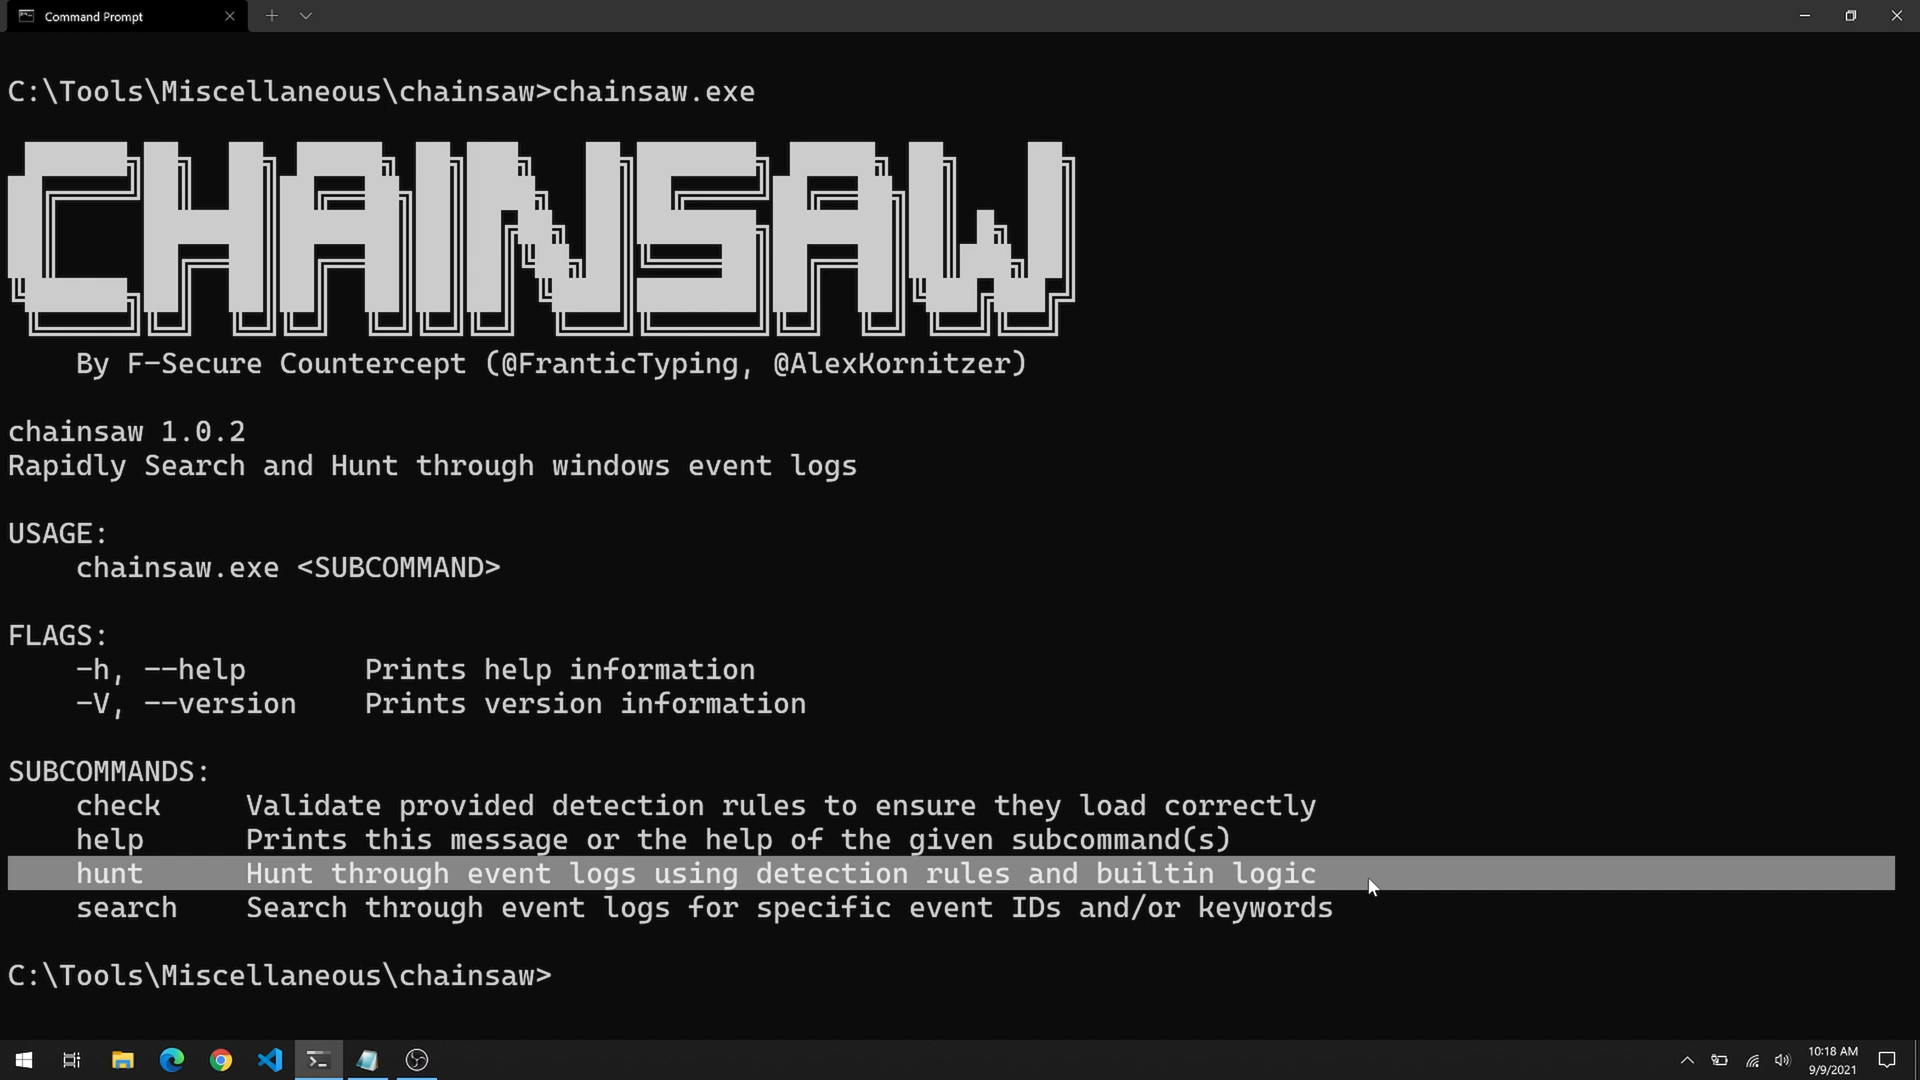 Command Prompt
C:\Tools\Miscellaneous\chainsaw>chainsaw.exe
CHAINSAW
By F-Secure Countercept (@FranticTyping, @AlexKornitzer)
chainsaw 1.0.2
Rapidly Search and Hunt through windows event logs
USAGE:
chainsaw.exe <SUBCOMMAND>
FLAGS:
-h, --help Prints help information
-V, --version Prints version information
SUBCOMMANDS:
check Validate provided detection rules to ensure they load correctly
help Prints this message or the help of the given subcommand(s)
hunt Hunt through event logs using detection rules and builtin logic
search Search through event logs for specific event IDs and/or keywords
C:\Tools\Miscellaneous\chainsaw>
10:18 AM
9/9/2021